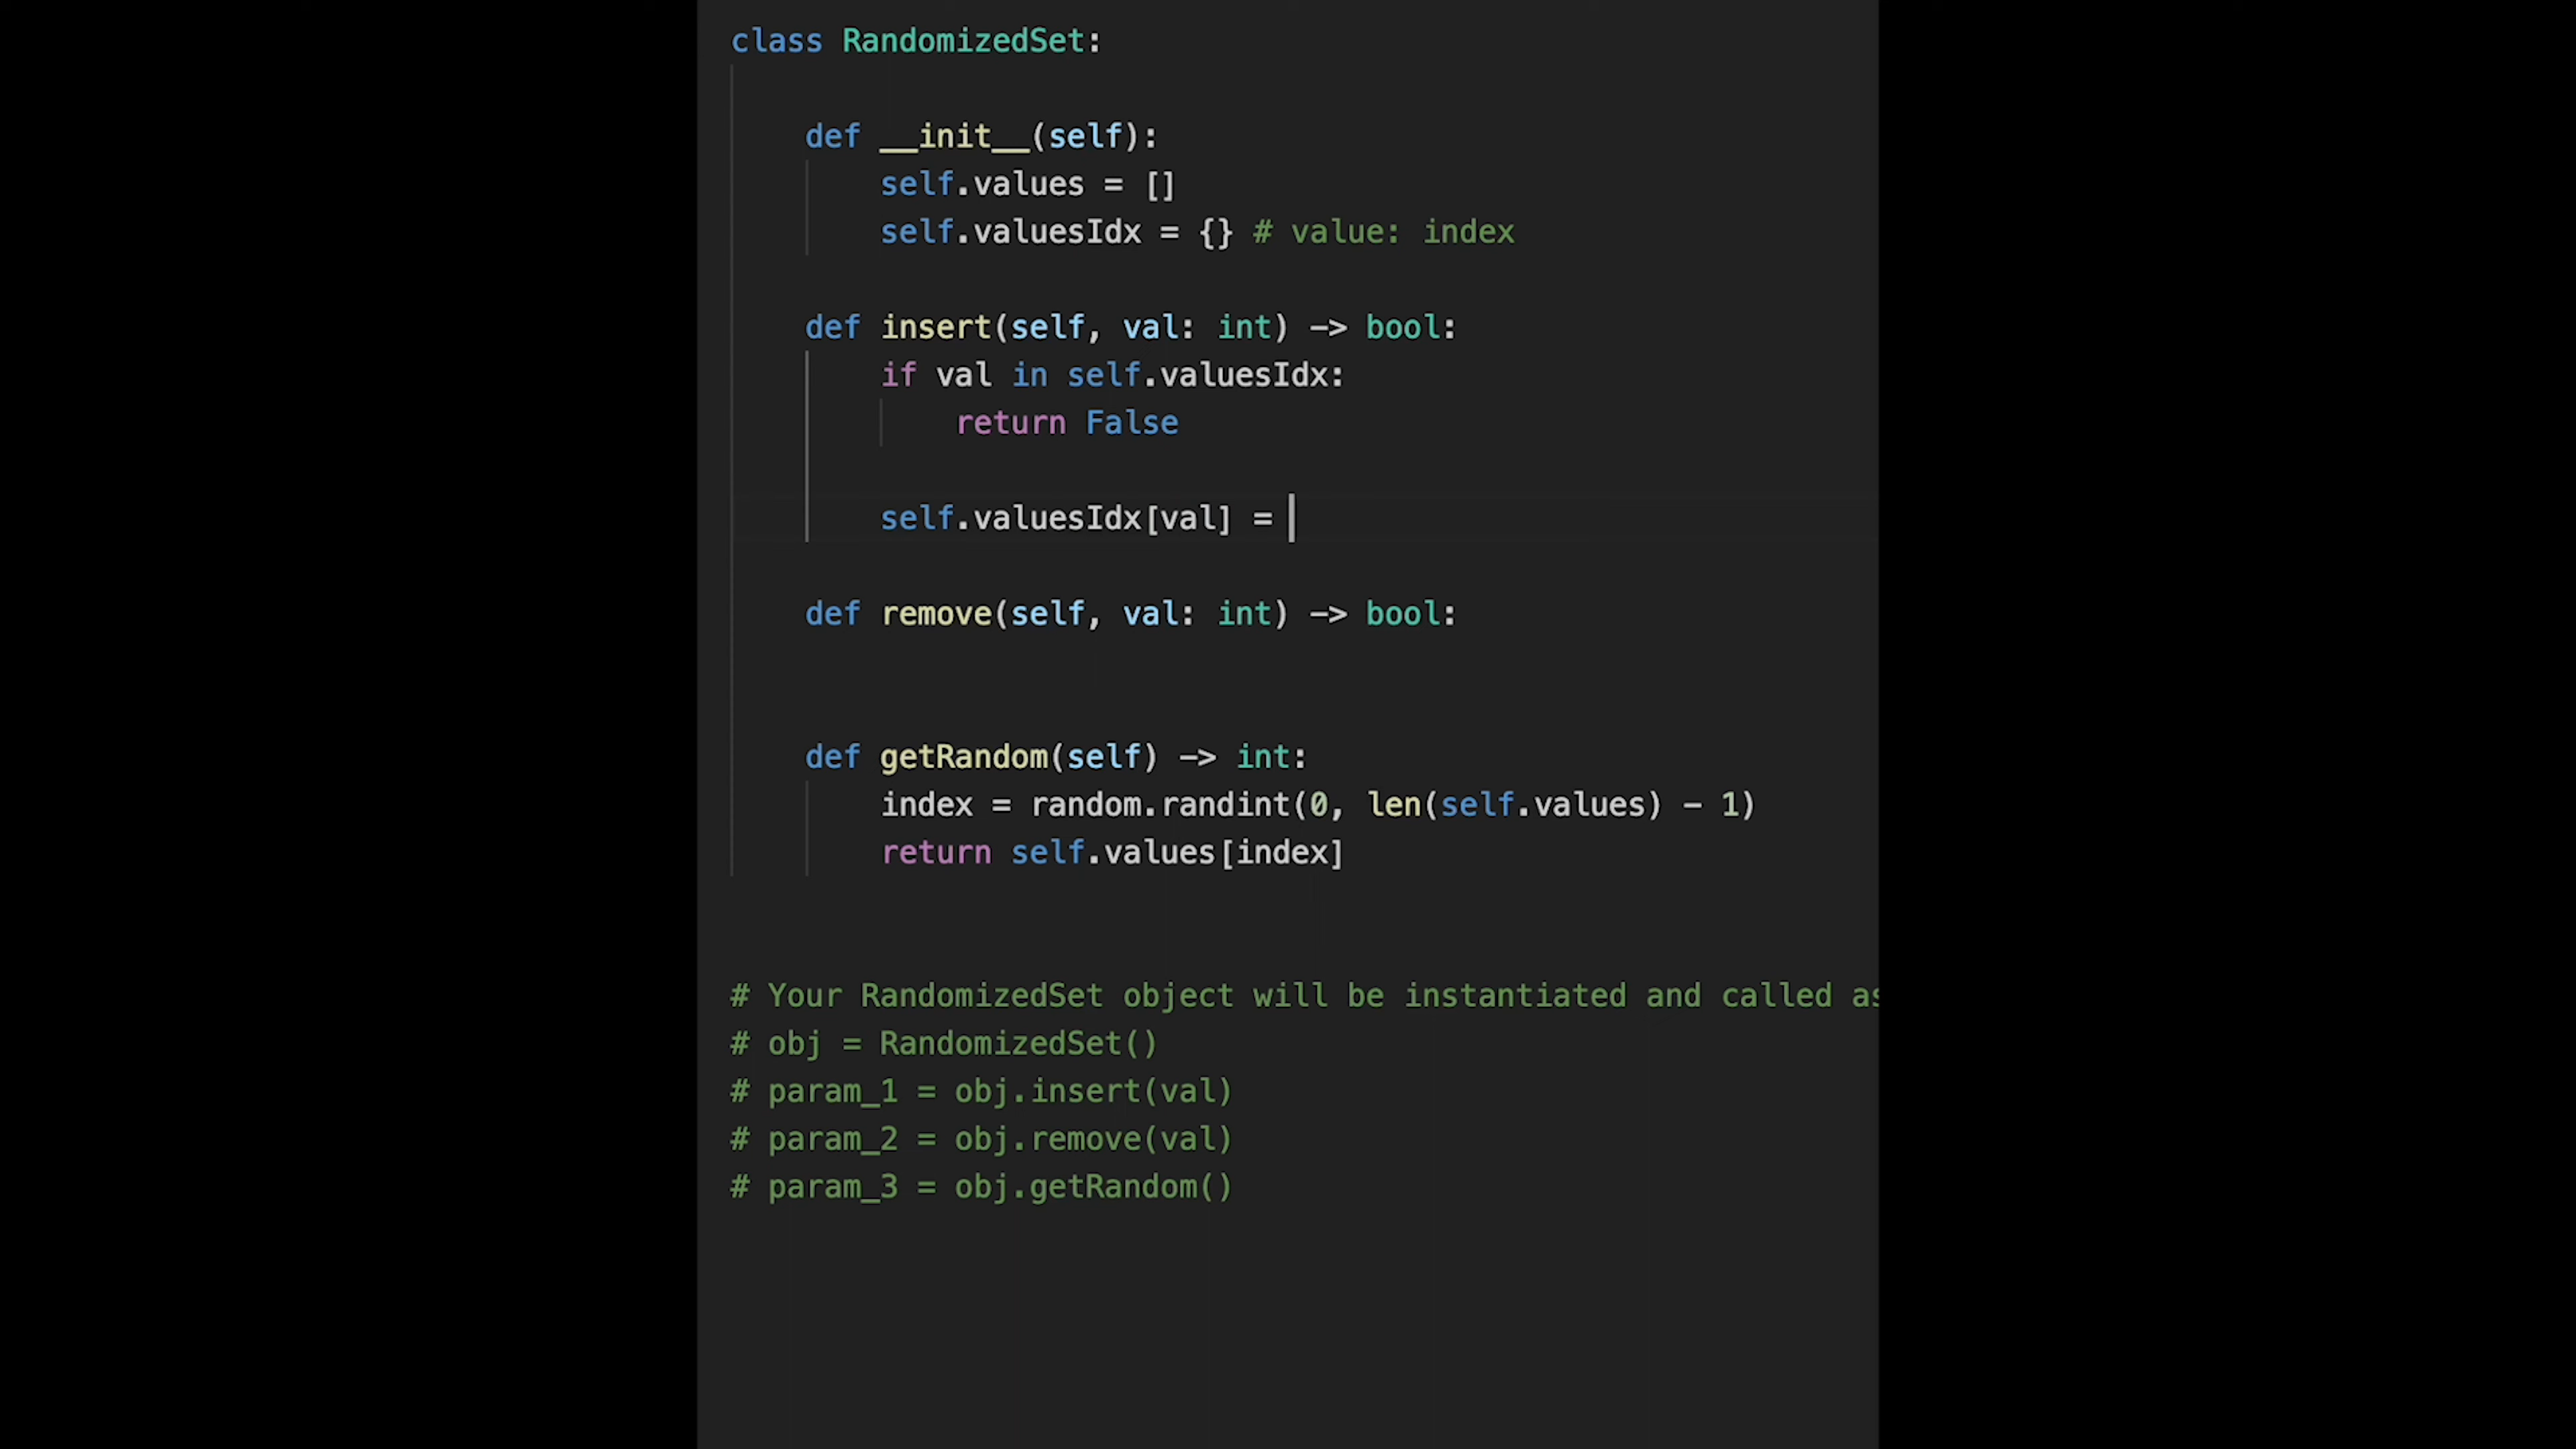 class RandomizedSet:
def __init__(self):
self.values = []
self.valuesIdx = {} # value: index
def insert(self, val: int) -> bool:
if val in self.valuesIdx:
return False
self.valuesIdx[val] =
def remove(self, val: int) -> bool:
def getRandom(self) -> int:
index = random.randint(0, len(self.values) - 1)
return self.values[index]
# Your RandomizedSet object will be instantiated and called as
# obj = RandomizedSet()
# param_1 = obj.insert(val)
# param_2 = obj.remove(val)
# param_3 = obj.getRandom()